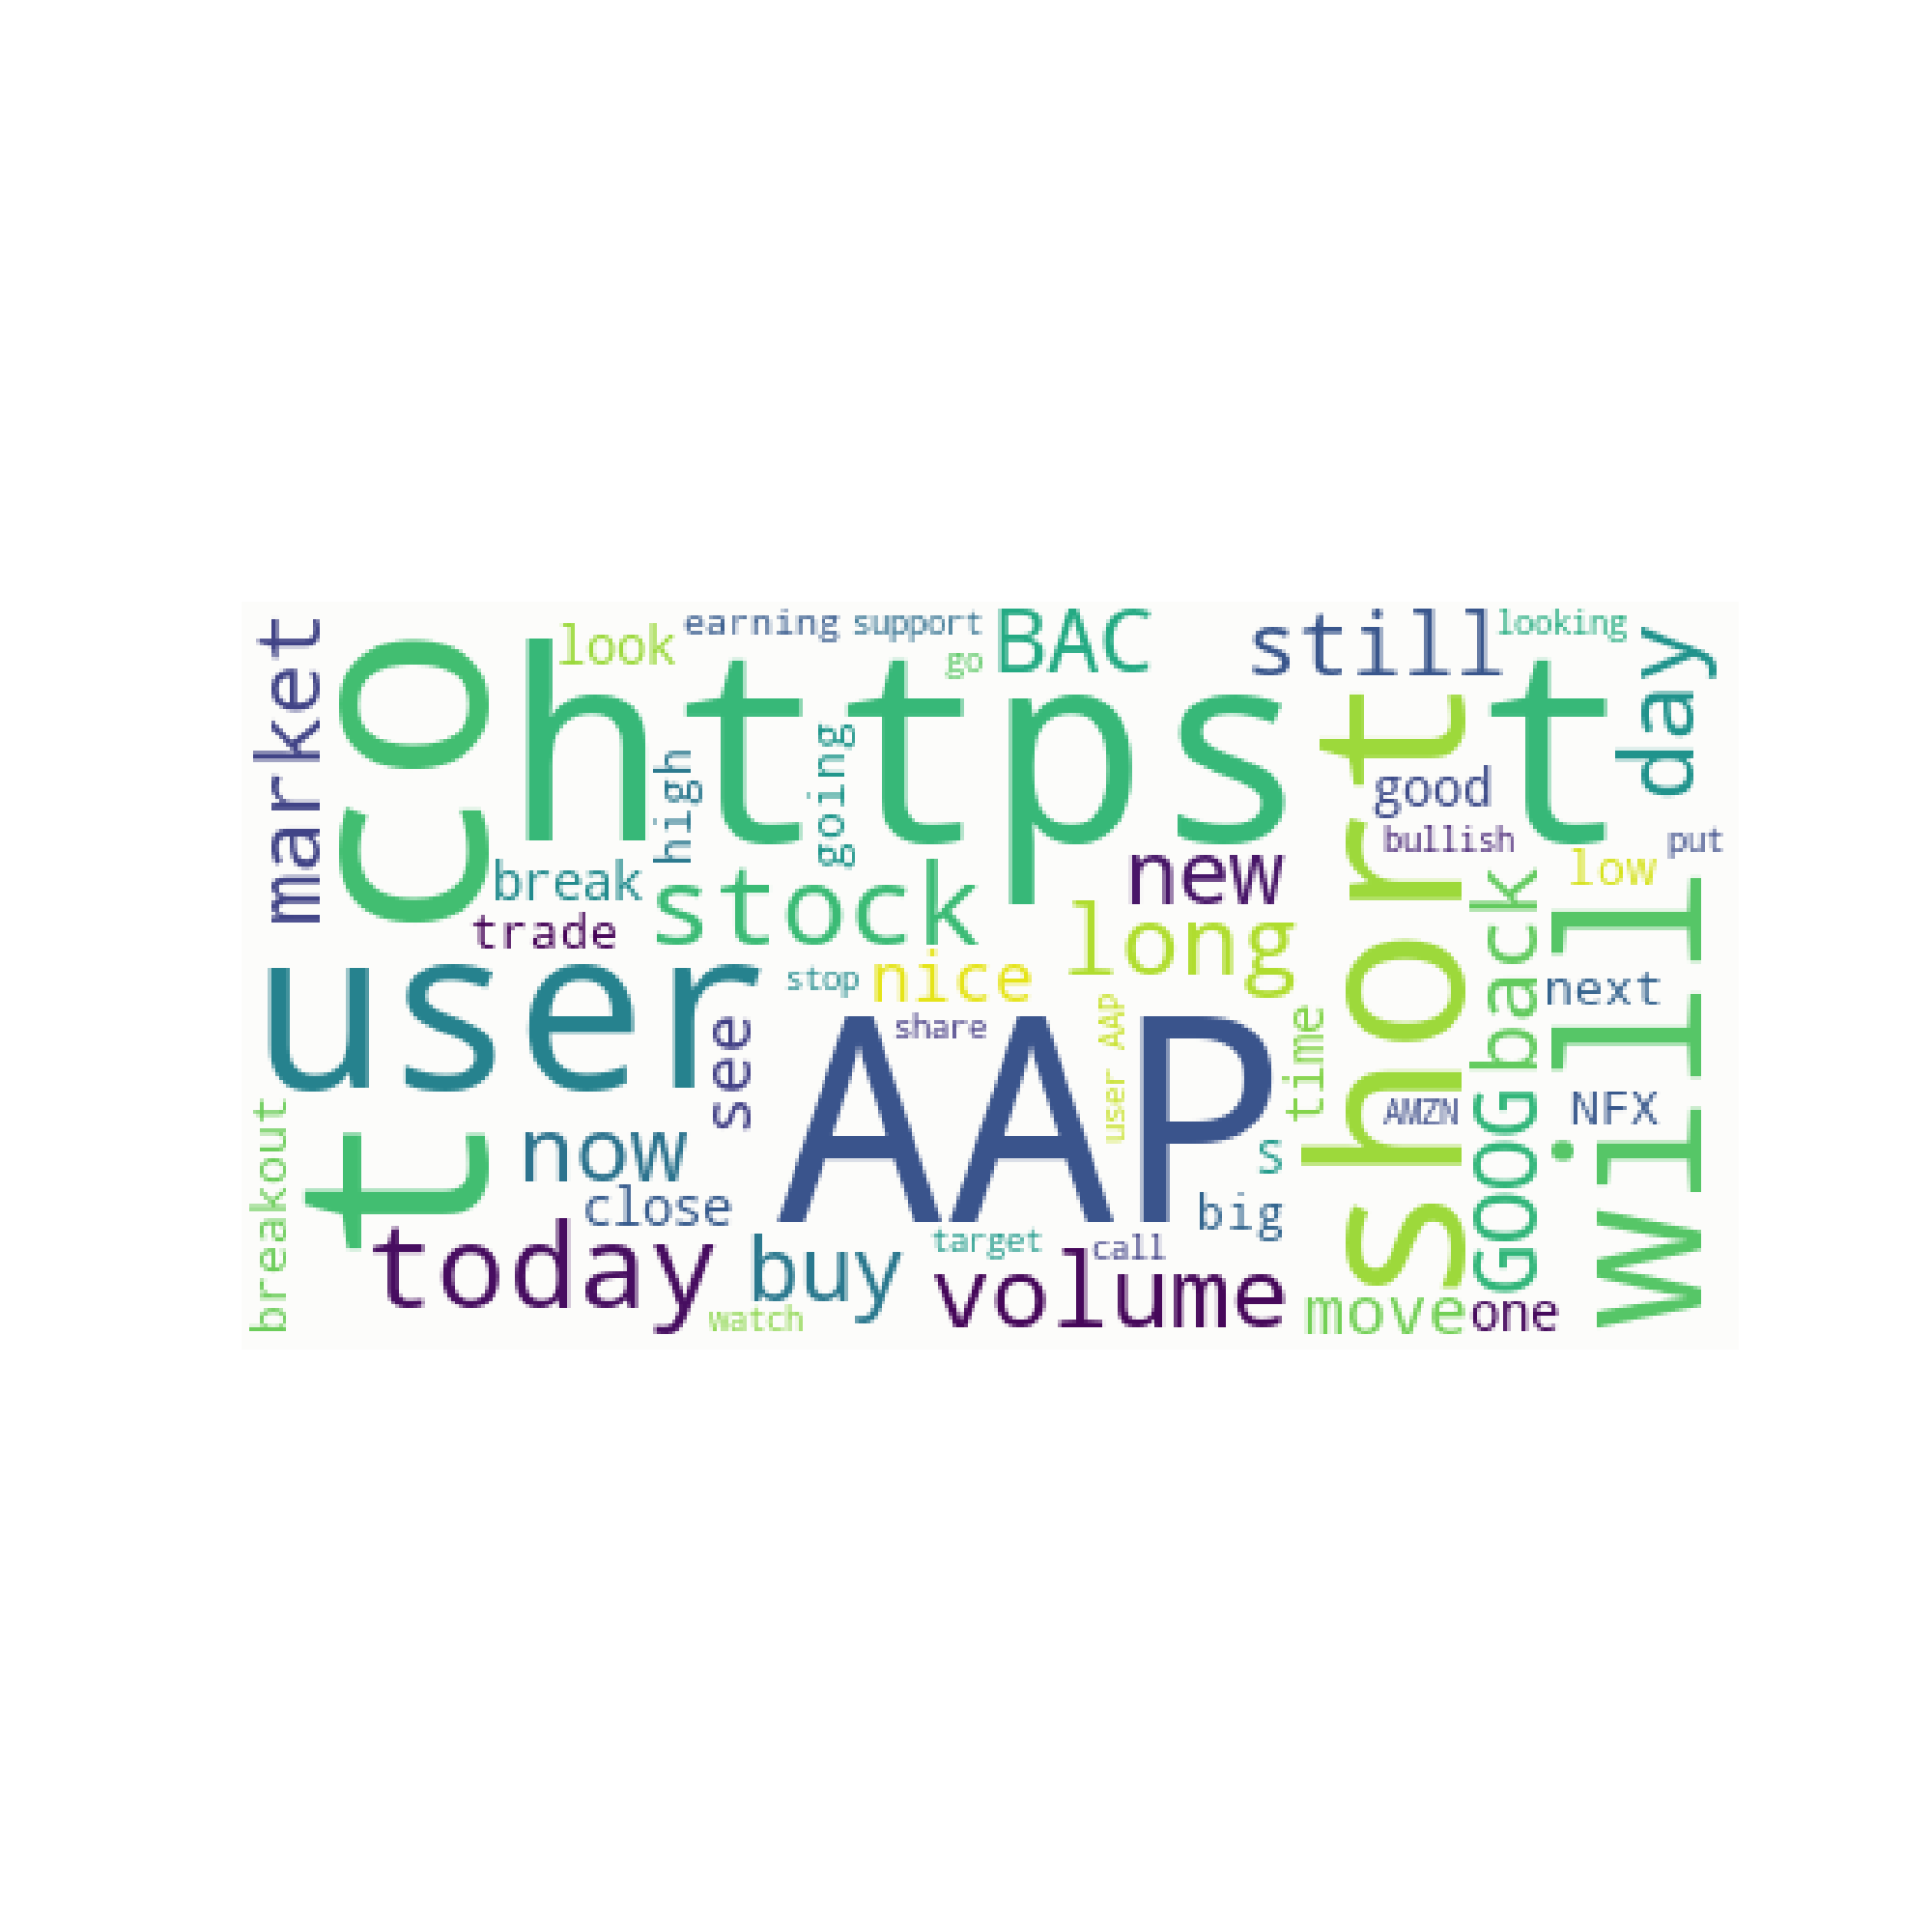 market
co t
look
earning
support
go
BAC
still
looking
day
https t
high
going
short
good
bullish
put
low
break
trade
stock
new
long
back
will
user
stop
nice
next
see
share
AAP
user AAP
time
AMZN
NFX
GOOG
breakout
now
close
s
big
today
buy
target
call
volume
watch
move
one